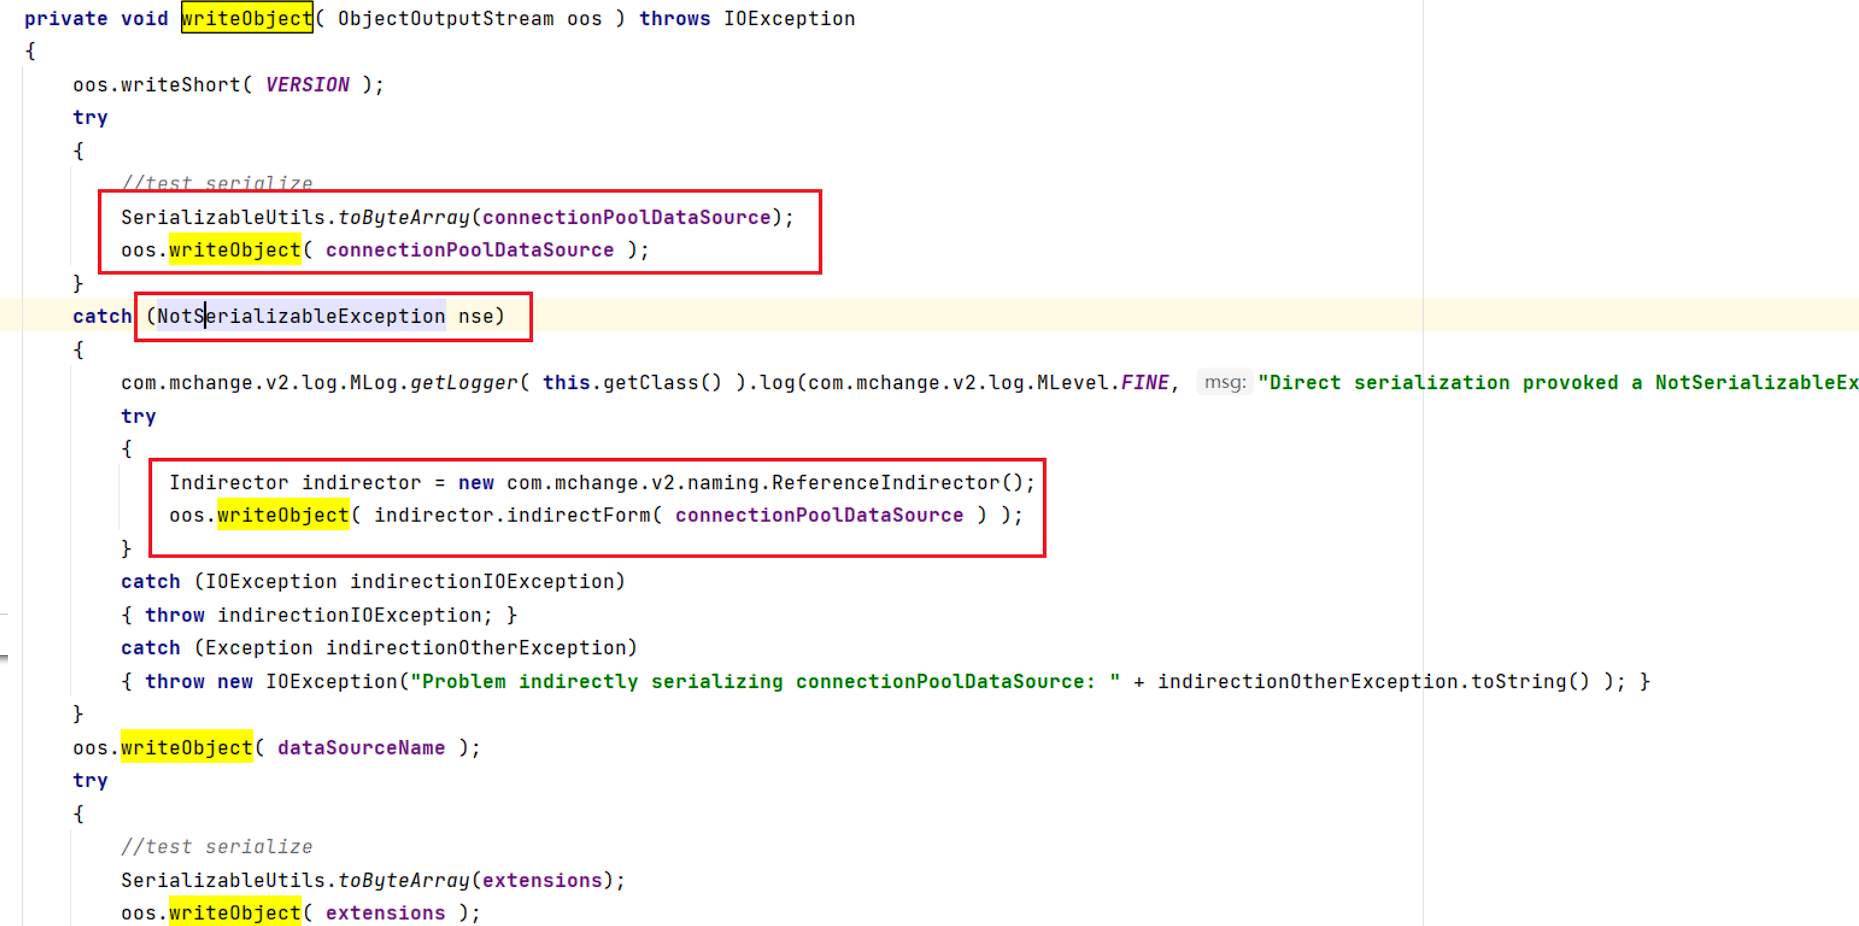 private void writeObject( ObjectOutputStream oos ) throws IOException
{
oos.writeShort( VERSION );
try
{
//test serialize
SerializableUtils.toByteArray(connectionPoolDataSource);
oos.writeObject( connectionPoolDataSource );
}
catch (NotSerializableException nse)
{
com.mchange.v2.log.MLog.getLogger( this.getClass() ).log(com.mchange.v2.log.MLevel.FINE, msg: "Direct serialization provoked a NotSerializableEx
try
{
Indirector indirector = new com.mchange.v2.naming.ReferenceIndirector();
oos.writeObject( indirector.indirectForm( connectionPoolDataSource ) );
}
catch (IOException indirectionIOException)
{ throw indirectionIOException; }
catch (Exception indirectionOtherException)
{ throw new IOException("Problem indirectly serializing connectionPoolDataSource: " + indirectionOtherException.toString() ); }
}
oos.writeObject( dataSourceName );
try
{
//test serialize
SerializableUtils.toByteArray(extensions);
oos.writeObject( extensions );